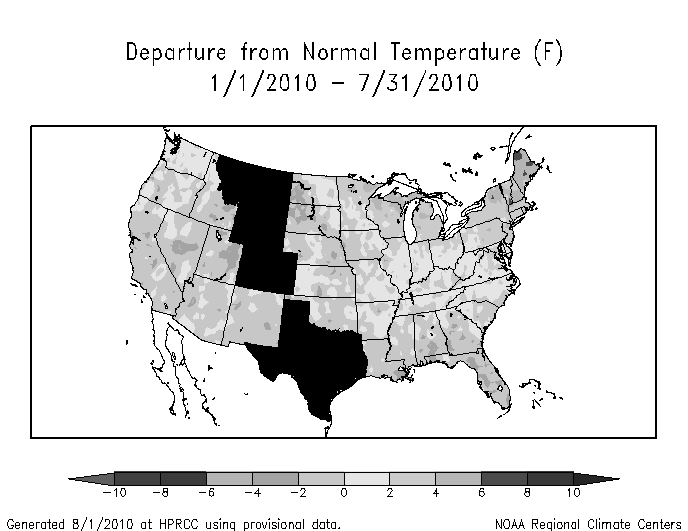 Departure from Normal Temperature (F)
1/1/2010 – 7/31/2010
-10 -8 -6 -4 -2 0 2 4 6 8 10
Generated 8/1/2010 at HPRCC using provisional data. NOAA Regional Climate Centers